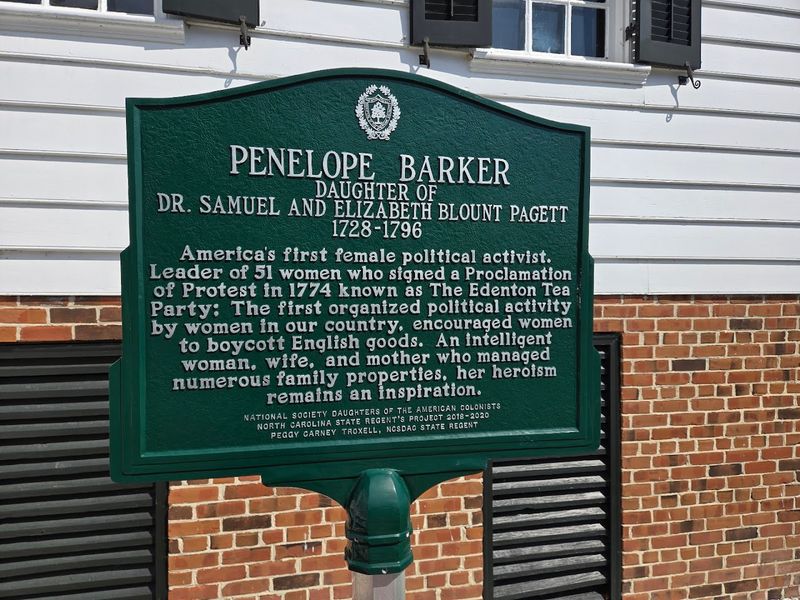 PENELOPE BARKER
DAUGHTER OF
DR. SAMUEL AND ELIZABETH BLOUNT PAGETT
1728-1796
America's first female political activist.
Leader of 51 women who signed a Proclamation
of Protest in 1774 known as The Edenton Tea
Party: The first organized political activity
by women in our country, encouraged women
to boycott English goods. An intelligent
woman, wife, and mother who managed
numerous family properties, her heroism
remains an inspiration.
NATIONAL SOCIETY DAUGHTERS OF THE AMERICAN COLONISTS
NORTH CAROLINA STATE REGENT'S PROJECT 2018-2020
PEGGY CARNEY TROXELL, NCSDAC STATE REGENT